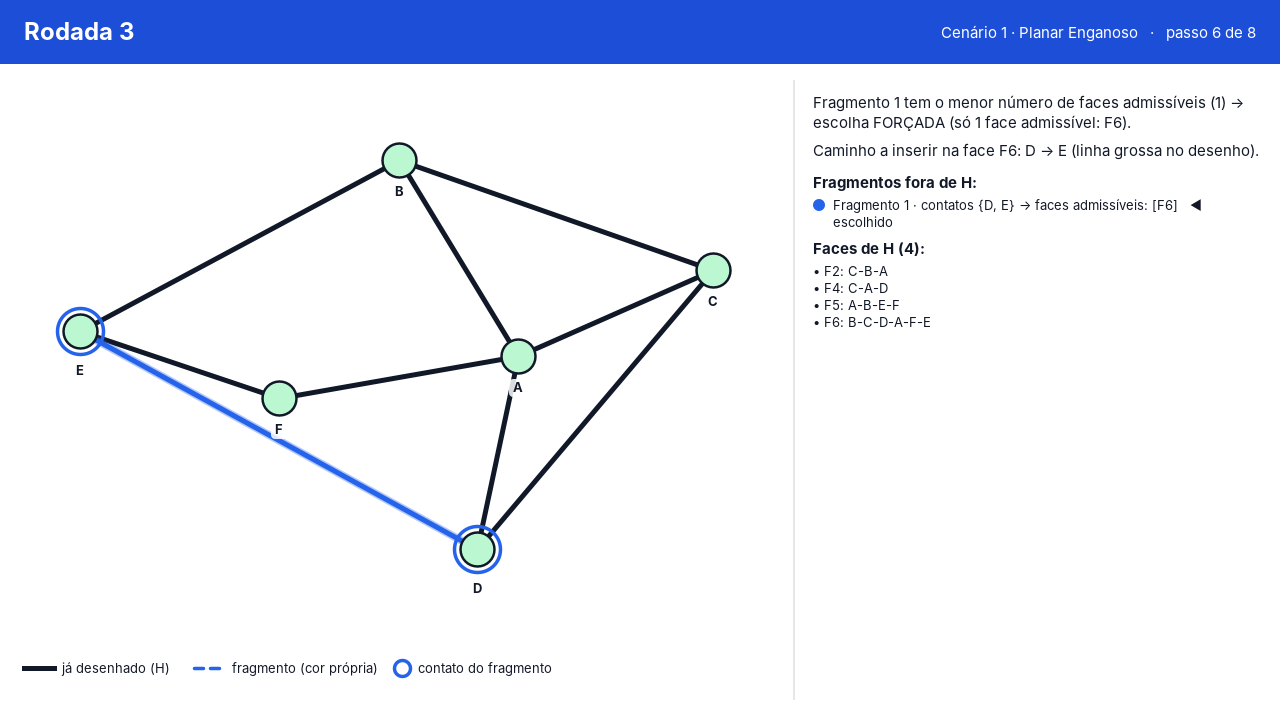 Rodada 3
Cenário 1 · Planar Enganoso · passo 6 de 8
Fragmento 1 tem o menor número de faces admissíveis (1) →
escolha FORÇADA (só 1 face admissível: F6).
Caminho a inserir na face F6: D → E (linha grossa no desenho).
Fragmentos fora de H:
Fragmento 1 · contatos {D, E} → faces admissíveis: [F6] ◄
escolhido
Faces de H (4):
• F2: C-B-A
• F4: C-A-D
• F5: A-B-E-F
• F6: B-C-D-A-F-E
B
C
E
A
F
D
já desenhado (H)
fragmento (cor própria)
contato do fragmento